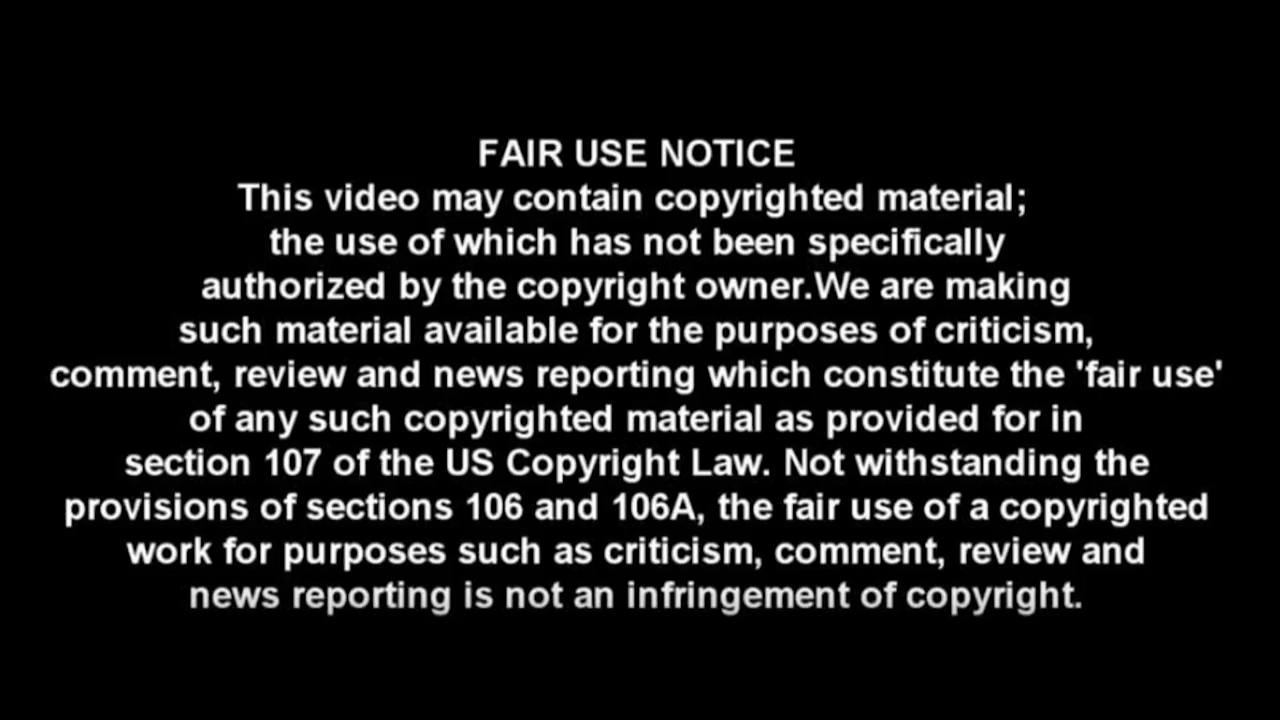 FAIR USE NOTICE
This video may contain copyrighted material;
the use of which has not been specifically
authorized by the copyright owner.We are making
such material available for the purposes of criticism,
comment, review and news reporting which constitute the 'fair use'
of any such copyrighted material as provided for in
section 107 of the US Copyright Law. Not withstanding the
provisions of sections 106 and 106A, the fair use of a copyrighted
work for purposes such as criticism, comment, review and
news reporting is not an infringement of copyright.